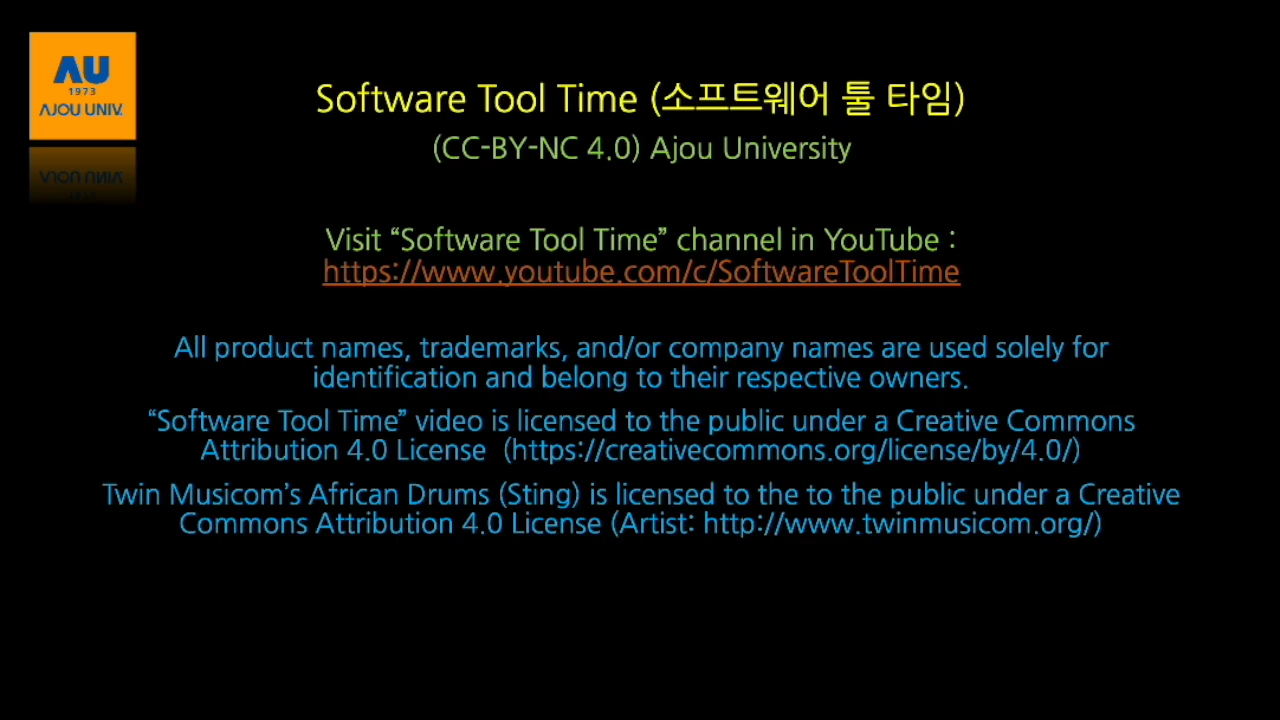 AU
1973
AJOU UNIV.
Software Tool Time (소프트웨어 툴 타임)
(CC-BY-NC 4.0) Ajou University
Visit “Software Tool Time” channel in YouTube :
https://www.youtube.com/c/SoftwareToolTime
All product names, trademarks, and/or company names are used solely for
identification and belong to their respective owners.
“Software Tool Time” video is licensed to the public under a Creative Commons
Attribution 4.0 License (https://creativecommons.org/license/by/4.0/)
Twin Musicom’s African Drums (Sting) is licensed to the to the public under a Creative
Commons Attribution 4.0 License (Artist: http://www.twinmusicom.org/)